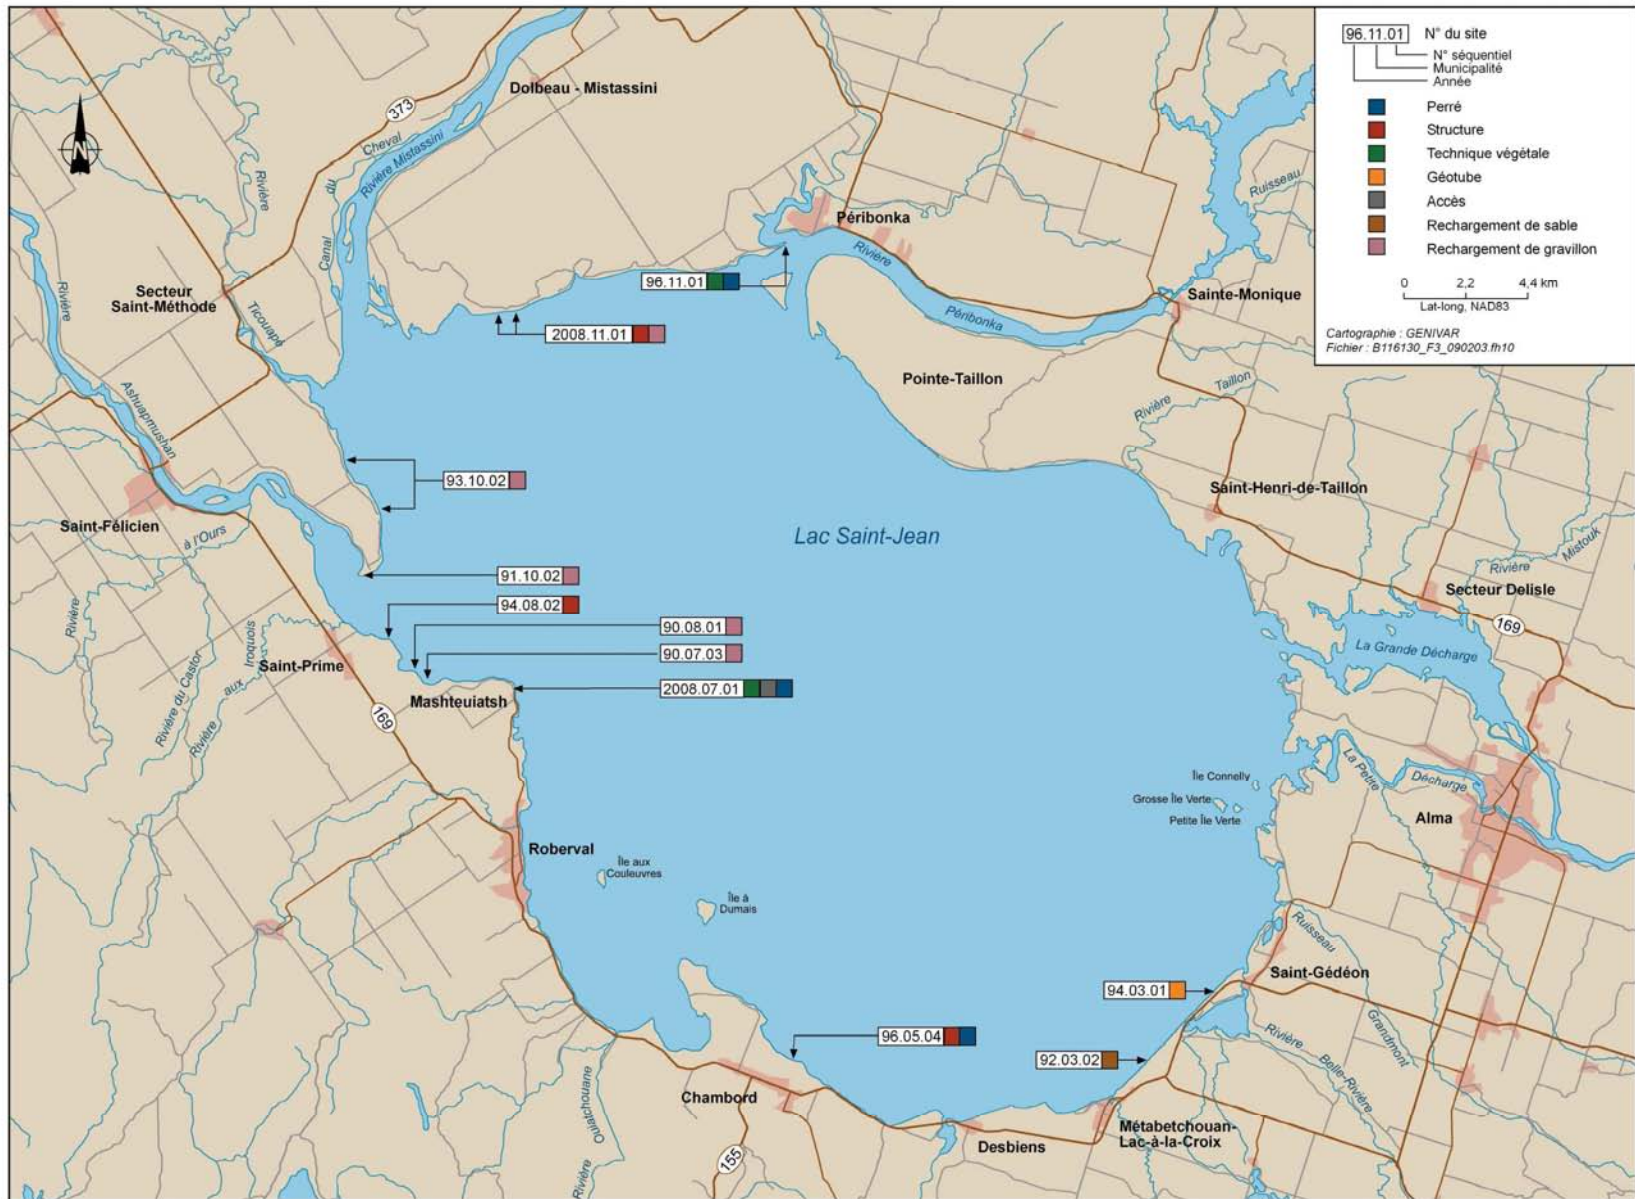 96.11.01 N° du site
N° séquentiel
Municipalité
Année
Perré
Structure
Technique végétale
Géotube
Accès
Rechargement de sable
Rechargement de gravillon
0 2,2 4,4 km
Lat-long, NAD83
Cartographie : GENIVAR
Fichier : B116130_F3_090203.fh10
N
Dolbeau - Mistassini
373
Canal du Cheval
Rivière Mistassini
Rivière
Ticouapé
Secteur
Saint-Méthode
Rivière
Ashuapmushan
Péribonka
Rivière
Péribonka
Ruisseau
Sainte-Monique
96.11.01
2008.11.01
Pointe-Taillon
Rivière Taillon
93.10.02
Saint-Félicien
à l'Ours
Rivière
Lac Saint-Jean
Saint-Henri-de-Taillon
Rivière Mistouk
Secteur Delisle
169
La Grande Décharge
91.10.02
94.08.02
90.08.01
90.07.03
2008.07.01
Saint-Prime
Rivière aux Iroquois
Rivière du Castor
Mashteuiatsh
169
La Petite Décharge
Île Connelly
Grosse Île Verte
Petite Île Verte
Alma
Roberval
Île aux
Couleuvres
Île à
Dumais
Ruisseau
Grandmont
Saint-Gédéon
94.03.01
96.05.04
92.03.02
Rivière
Belle-Rivière
Chambord
155
Rivière
Ouiatchouane
Desbiens
Métabetchouan-
Lac-à-la-Croix